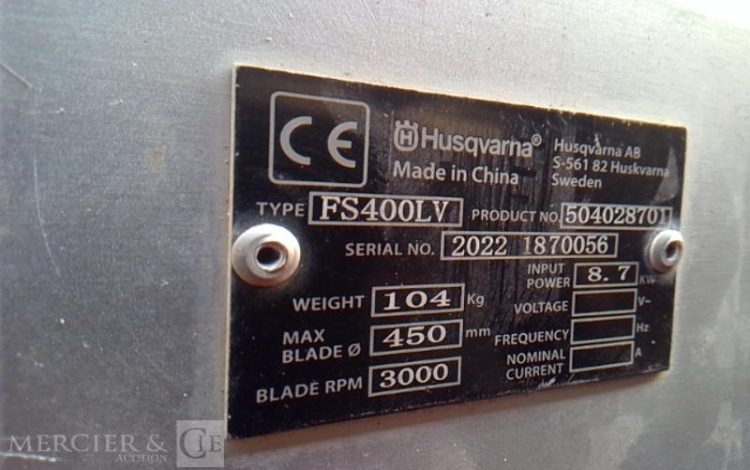 CE Husqvarna® Husqvarna AB
Made in China S-561 82 Huskvarna
Sweden
TYPE FS400LV PRODUCT NO. 504028701
SERIAL NO. 2022 1870056
INPUT POWER 8.7 KW
WEIGHT 104 Kg
VOLTAGE V~
MAX BLADE Ø 450 mm
FREQUENCY Hz
BLADE RPM 3000
NOMINAL CURRENT A
MERCIER & CIE
AUCTION